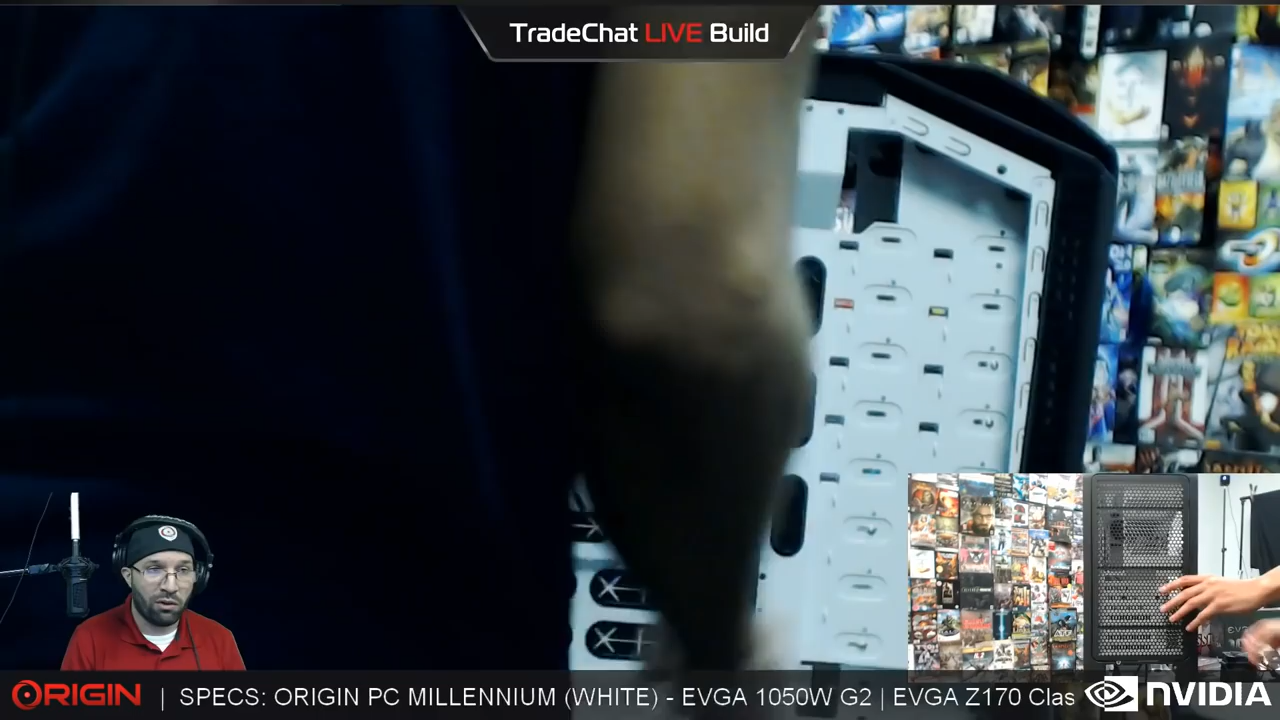 TradeChat LIVE Build
ORIGIN | SPECS: ORIGIN PC MILLENNIUM (WHITE) - EVGA 1050W G2 | EVGA Z170 Clas NVIDIA